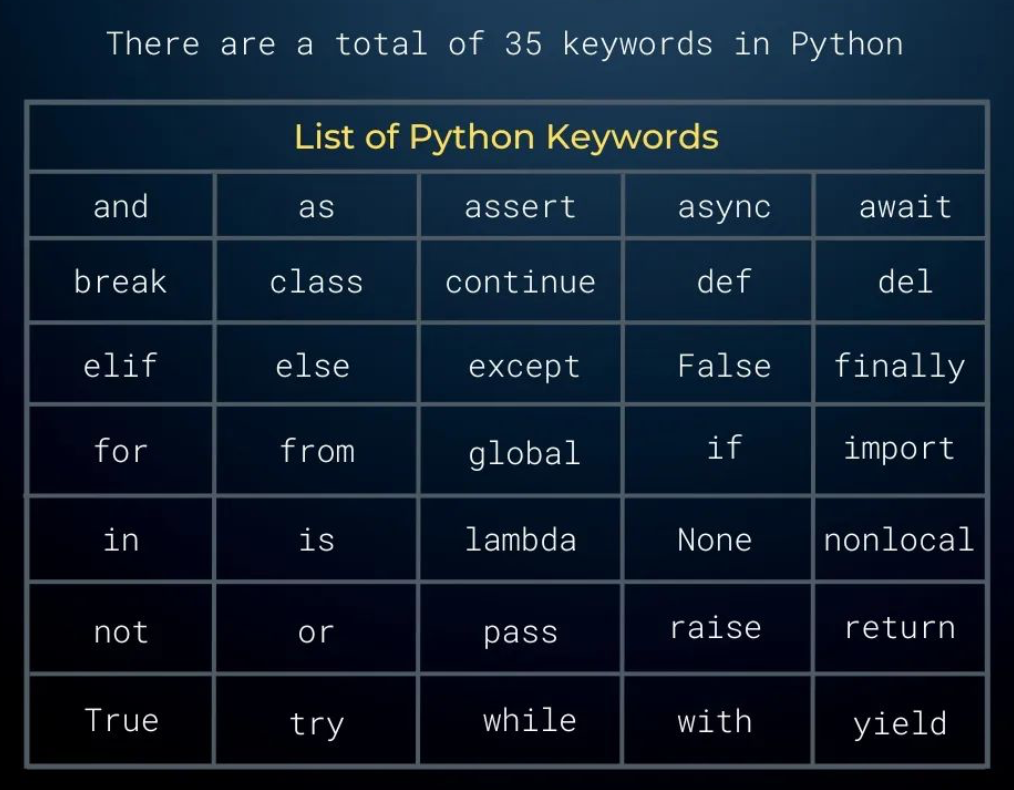 There are a total of 35 keywords in Python
List of Python Keywords
and as assert async await
break class continue def del
elif else except False finally
for from global if import
in is lambda None nonlocal
not or pass raise return
True try while with yield